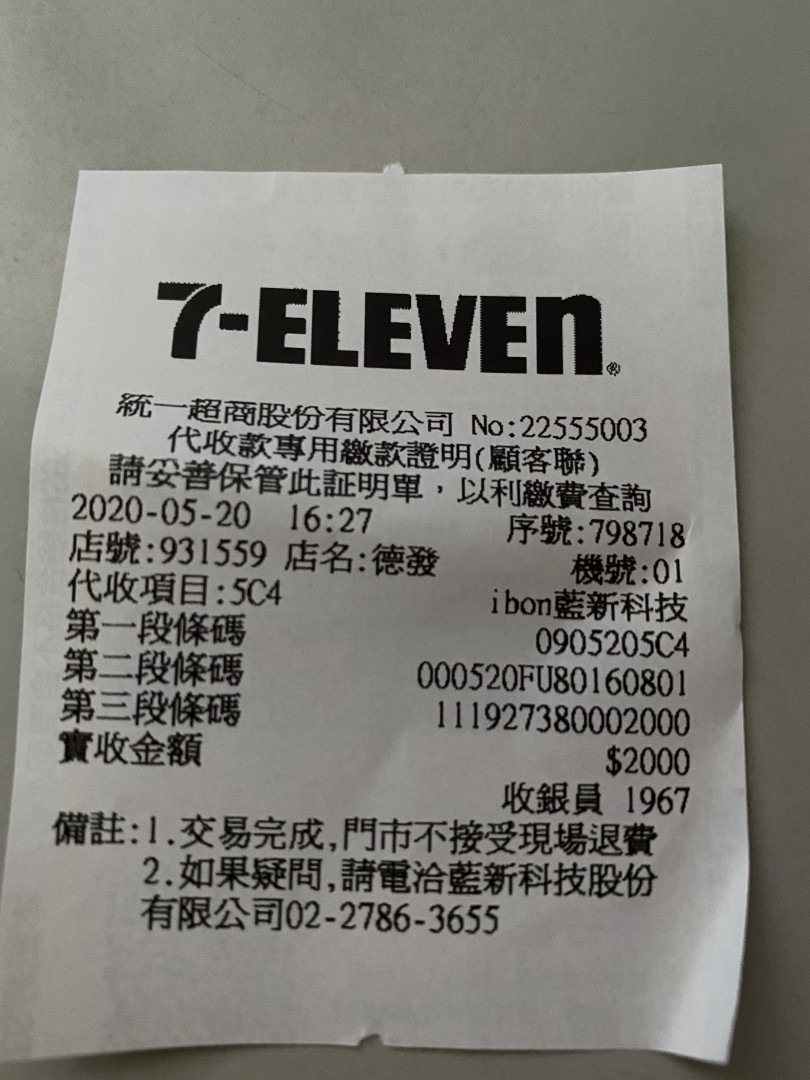 7-ELEVEN®
統一超商股份有限公司 No:22555003
代收款專用繳款證明(顧客聯)
請妥善保管此証明單，以利繳費查詢
2020-05-20 16:27 序號:798718
店號:931559 店名:德發 機號:01
代收項目:5C4 ibon藍新科技
第一段條碼 0905205C4
第二段條碼 000520FU80160801
第三段條碼 111927380002000
實收金額 $2000
收銀員 1967
備註:1.交易完成,門市不接受現場退費
2.如果疑問,請電洽藍新科技股份
有限公司02-2786-3655